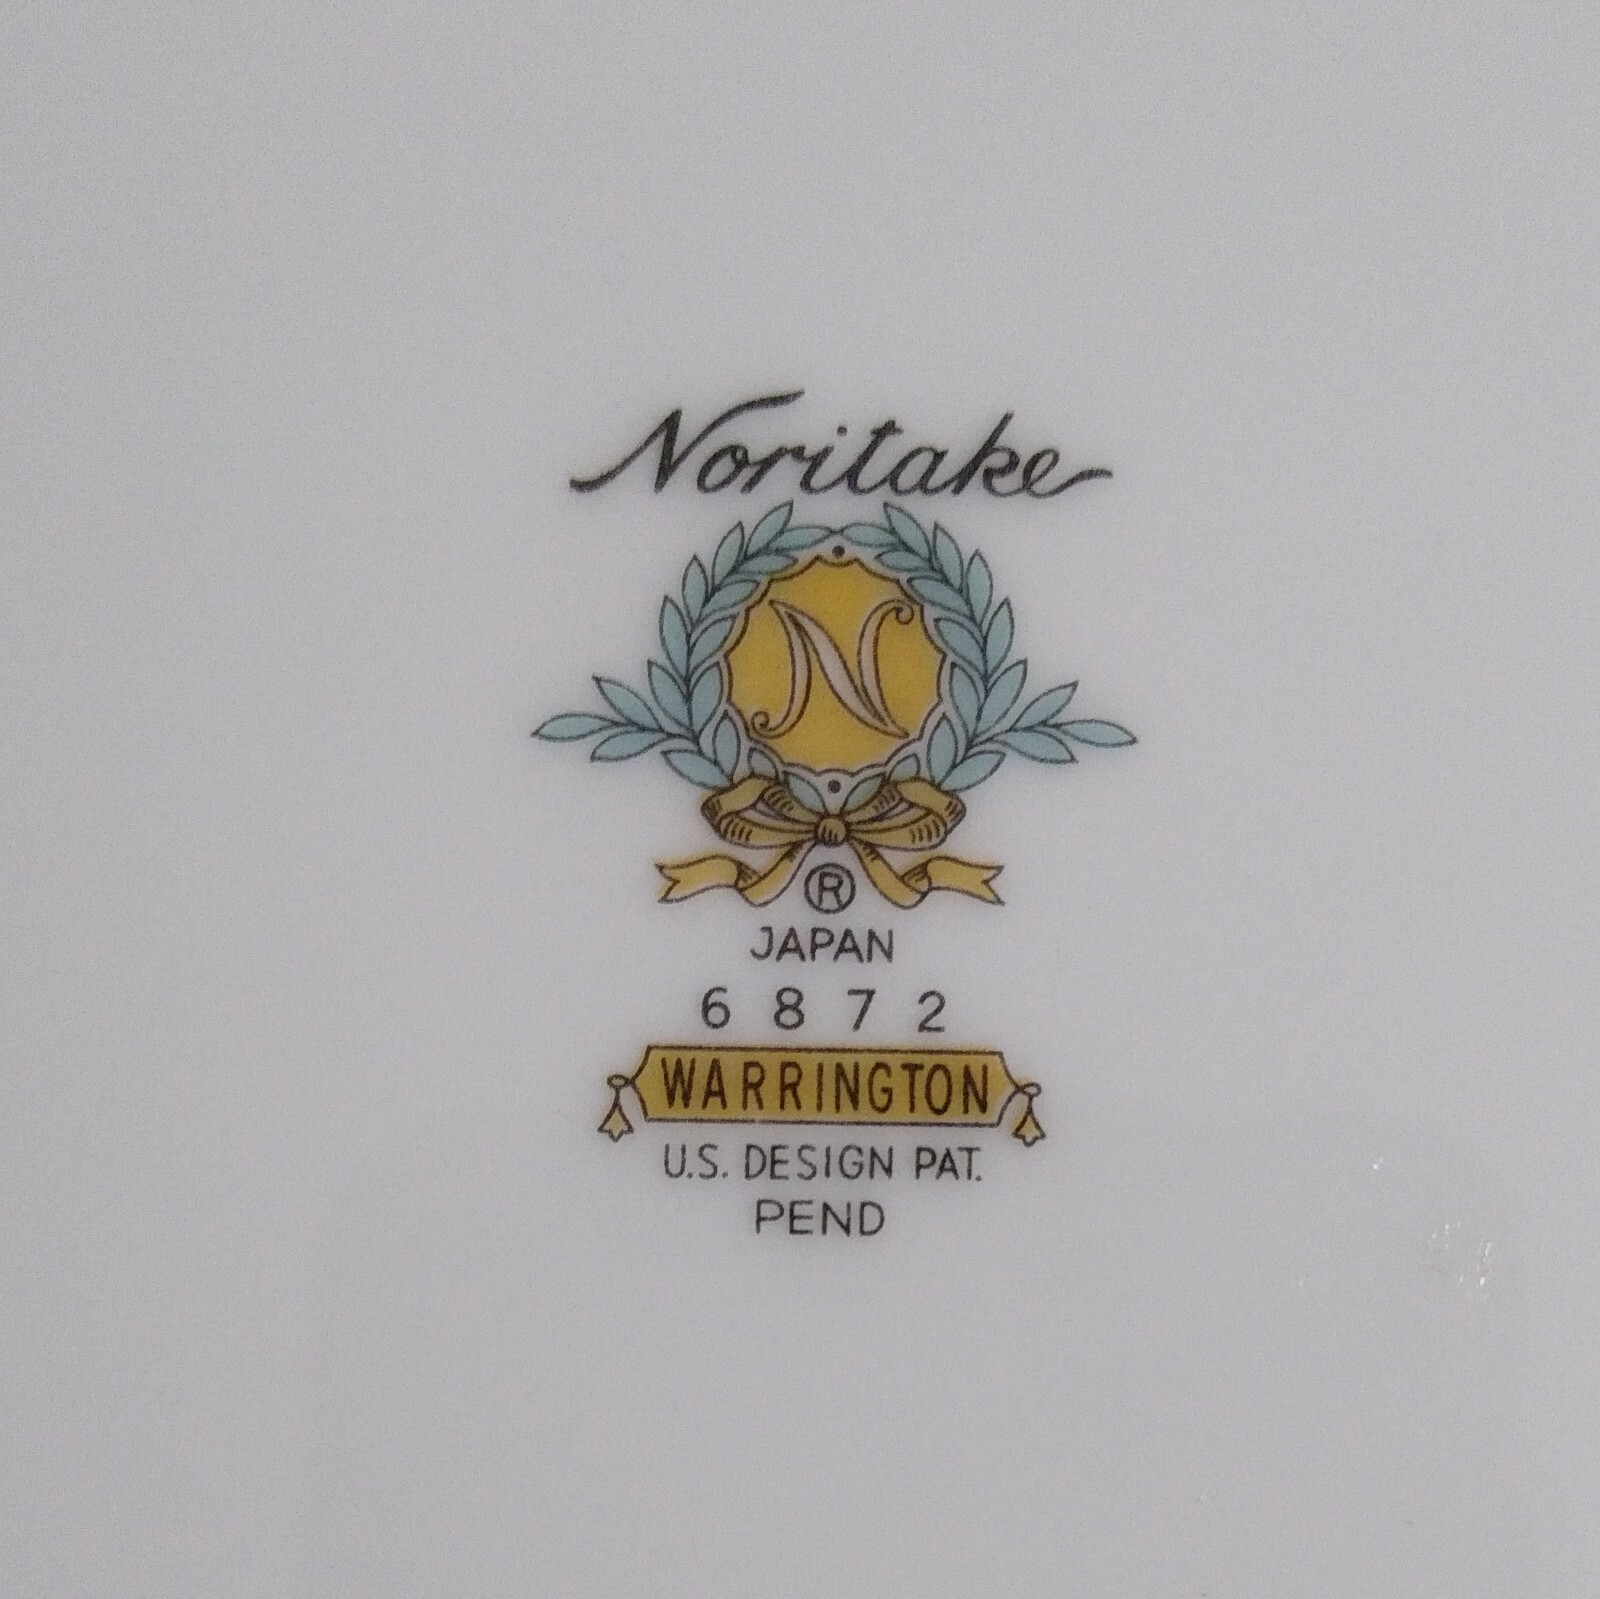 Noritake
N
®
JAPAN
6872
WARRINGTON
U.S. DESIGN PAT.
PEND